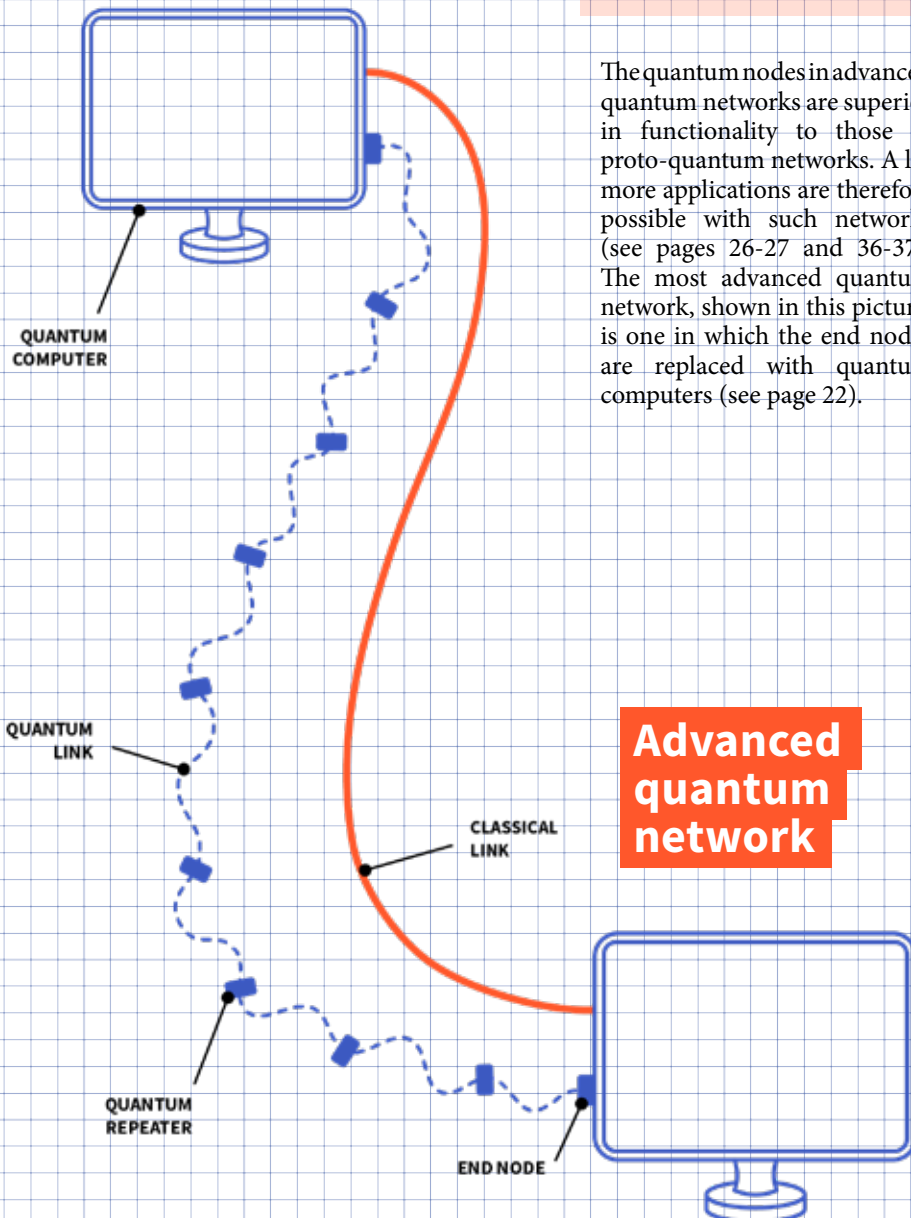 The quantum nodes in advance
quantum networks are superi
in functionality to those
proto-quantum networks. A l
more applications are therefo
possible with such networ
(see pages 26-27 and 36-37
The most advanced quantu
network, shown in this pictur
is one in which the end nod
are replaced with quantu
computers (see page 22).
QUANTUM
COMPUTER
QUANTUM
LINK
Advanced
quantum
network
CLASSICAL
LINK
QUANTUM
REPEATER
END NODE